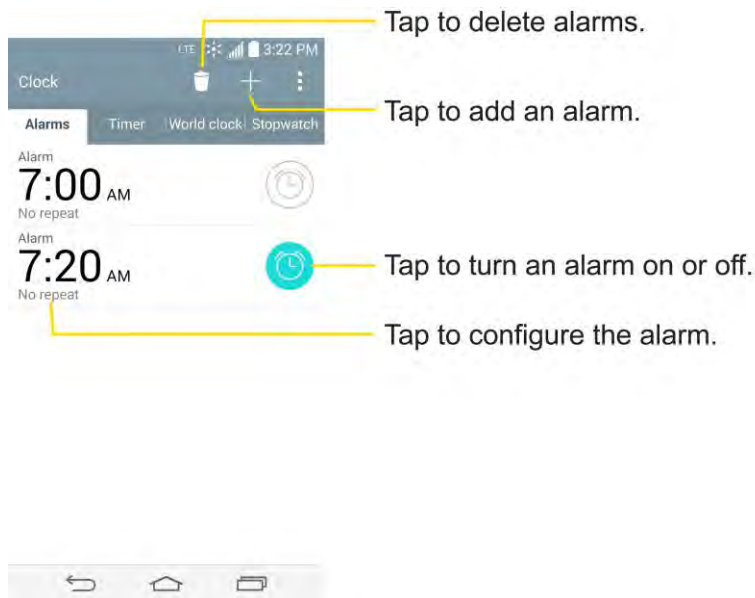 Tap to delete alarms.
LTE 3:22 PM
Clock
Tap to add an alarm.
Alarms Timer World clock Stopwatch
Alarm
7:00 AM
No repeat
Alarm
7:20 AM
No repeat
Tap to turn an alarm on or off.
Tap to configure the alarm.